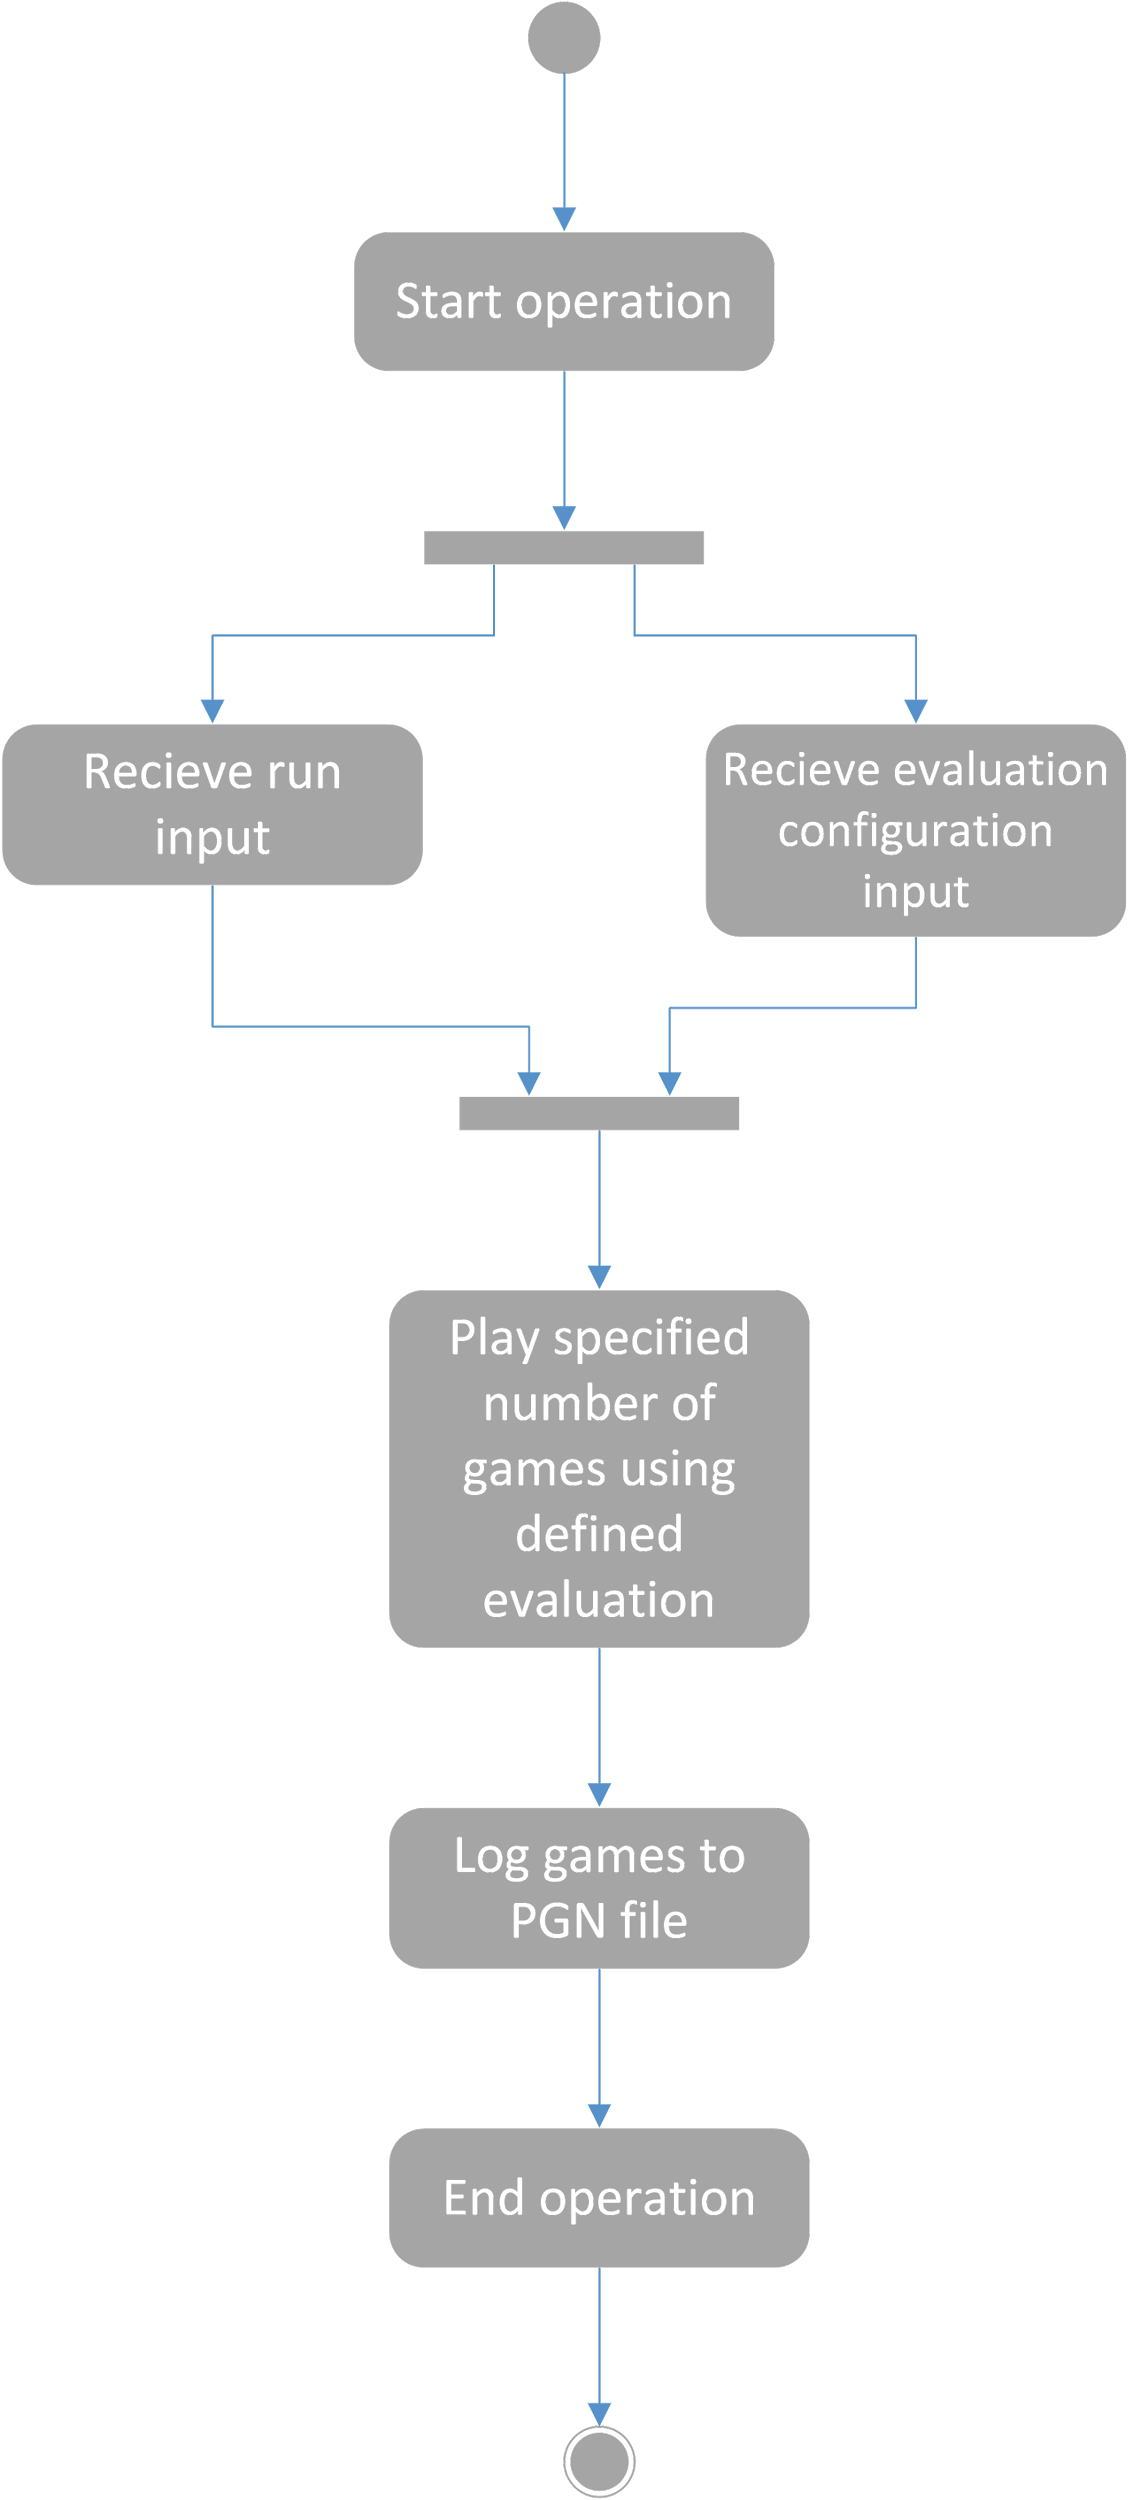 Start operation
Recieve run
input
Recieve evaluation
configuration
input
Play specified
number of
games using
defined
evaluation
Log games to
PGN file
End operation